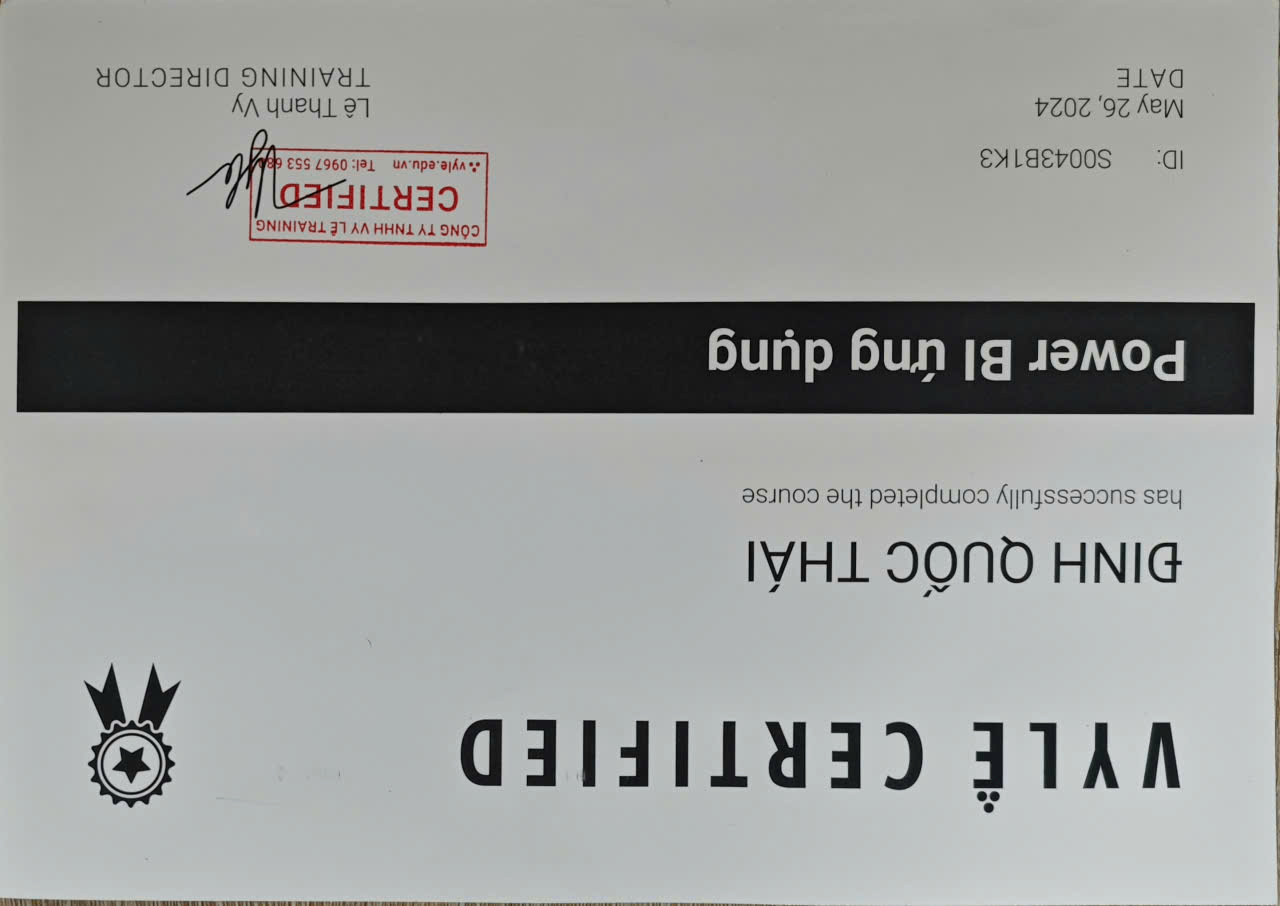 VYLÊ CERTIFIED
ĐINH QUỐC THÁI
has successfully completed the course
Power BI ứng dụng
ID: S0043B1K3
May 26, 2024
DATE
CÔNG TY TNHH VY LÊ TRAINING
CERTIFIED
vyle.edu.vn Tel: 0967 553
Lê Thanh Vy
TRAINING DIRECTOR